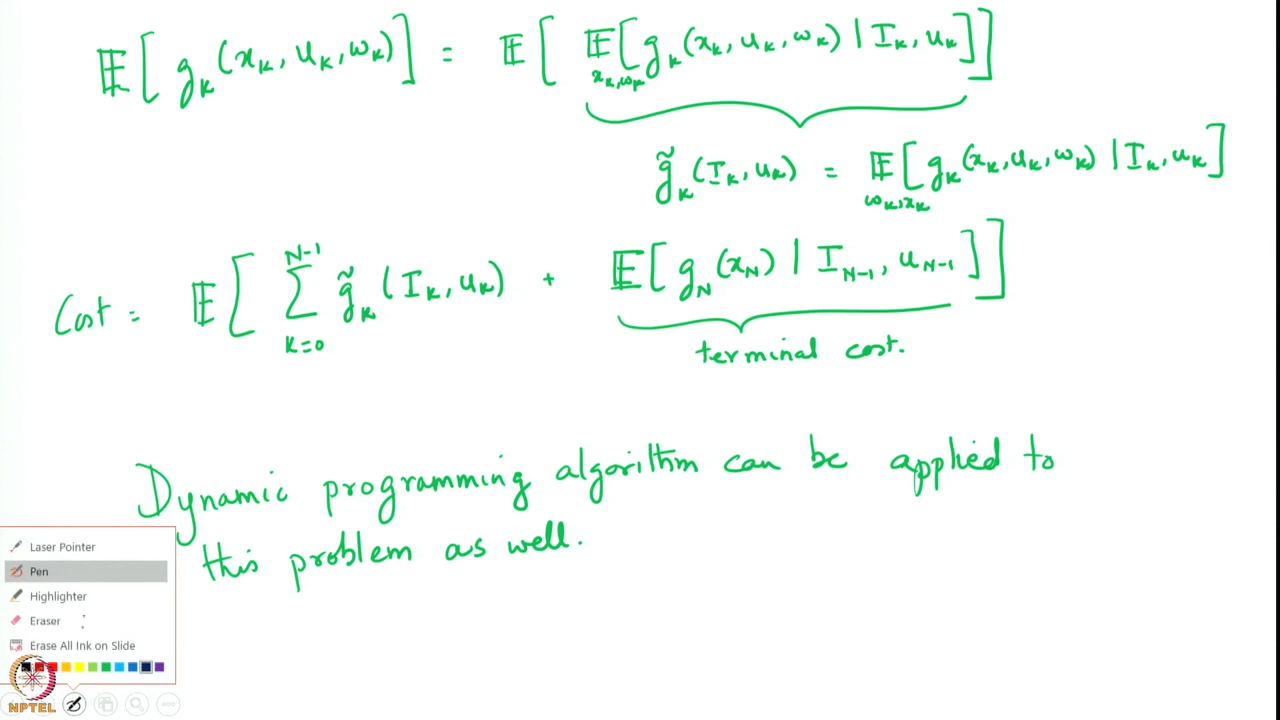 𝔼[g_k(x_k, u_k, ω_k)] = 𝔼[𝔼_{x_k, ω_k}[g_k(x_k, u_k, ω_k) | I_k, u_k]]
g̃_k(I_k, u_k) = 𝔼_{ω_k, x_k}[g_k(x_k, u_k, ω_k) | I_k, u_k]
Cost = 𝔼[∑_{k=0}^{N-1} g̃_k(I_k, u_k) + 𝔼[g_N(x_N) | I_{N-1}, u_{N-1}]]
terminal cost.
Dynamic programming algorithm can be applied to
this problem as well.
Laser Pointer
Pen
Highlighter
Eraser
Erase All Ink on Slide
NPTEL